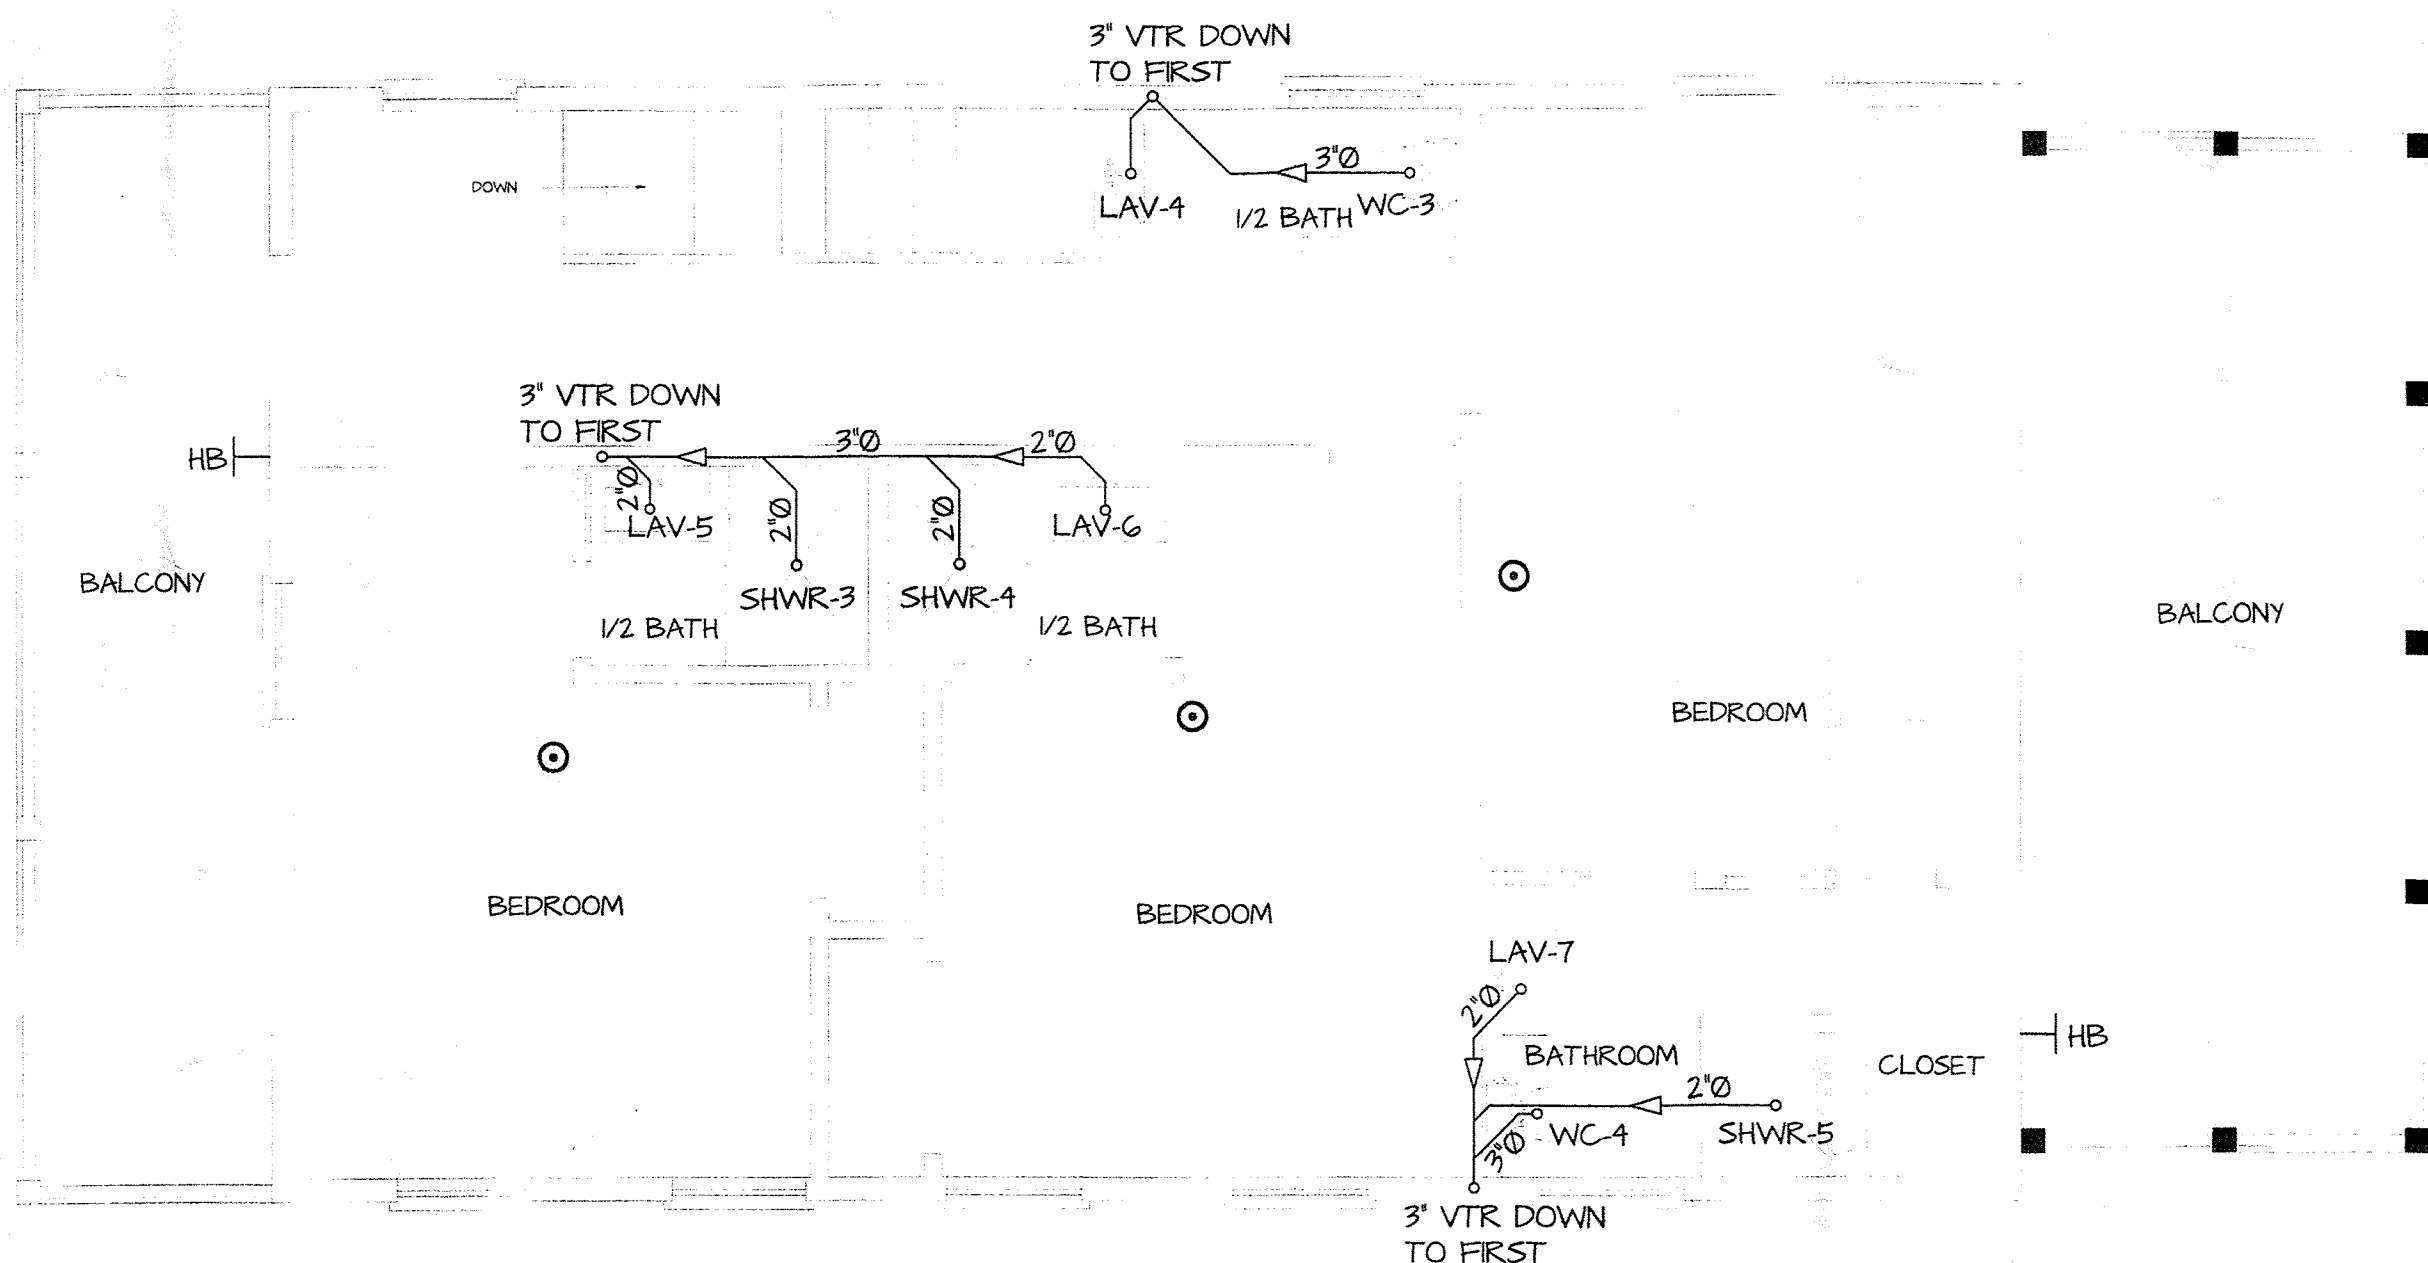 3" VTR DOWN
TO FIRST
3"Ø
DOWN
LAV-4
1/2 BATH
WC-3
3" VTR DOWN
TO FIRST
3"Ø
2"Ø
HB
2"Ø
2"Ø
2"Ø
LAV-5
LAV-6
SHWR-3
SHWR-4
BALCONY
1/2 BATH
1/2 BATH
BALCONY
BEDROOM
BEDROOM
BEDROOM
LAV-7
2"Ø
BATHROOM
CLOSET
HB
2"Ø
WC-4
SHWR-5
3"Ø
3" VTR DOWN
TO FIRST